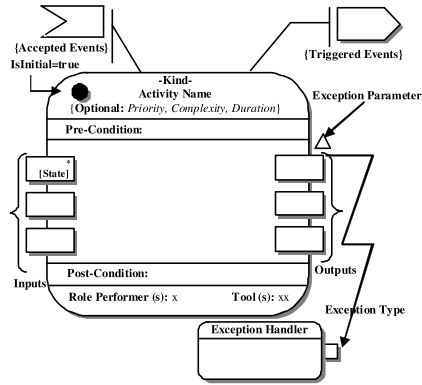 {Accepted Events}
{Triggered Events}
IsInitial=true
-Kind-
Activity Name
{Optional: Priority, Complexity, Duration}
Exception Parameter
Pre-Condition:
*
[State]
Inputs
Outputs
Post-Condition:
Role Performer (s): x
Tool (s): xx
Exception Type
Exception Handler